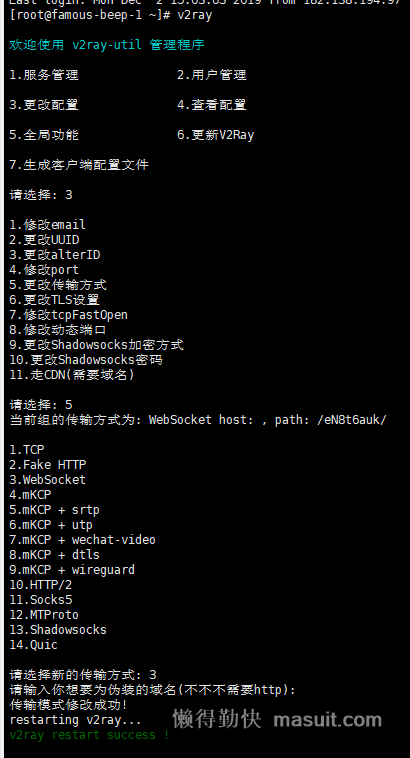 Last login: Mon Dec  2 15:03:03 2019 from 182.138.194.97
[root@famous-beep-1 ~]# v2ray
欢迎使用 v2ray-util 管理程序
1.服务管理 2.用户管理
3.更改配置 4.查看配置
5.全局功能 6.更新V2Ray
7.生成客户端配置文件
请选择: 3
1.修改email
2.更改UUID
3.更改alterID
4.修改port
5.更改传输方式
6.更改TLS设置
7.修改tcpFastOpen
8.修改动态端口
9.更改Shadowsocks加密方式
10.更改Shadowsocks密码
11.走CDN(需要域名)
请选择: 5
当前组的传输方式为: WebSocket host: , path: /eN8t6auk/
1.TCP
2.Fake HTTP
3.WebSocket
4.mKCP
5.mKCP + srtp
6.mKCP + utp
7.mKCP + wechat-video
8.mKCP + dtls
9.mKCP + wireguard
10.HTTP/2
11.Socks5
12.MTProto
13.Shadowsocks
14.Quic
请选择新的传输方式: 3
请输入你想要为伪装的域名(不不不需要http):
传输模式修改成功!
restarting v2ray...
v2ray restart success !
懒得勤快 masuit.com